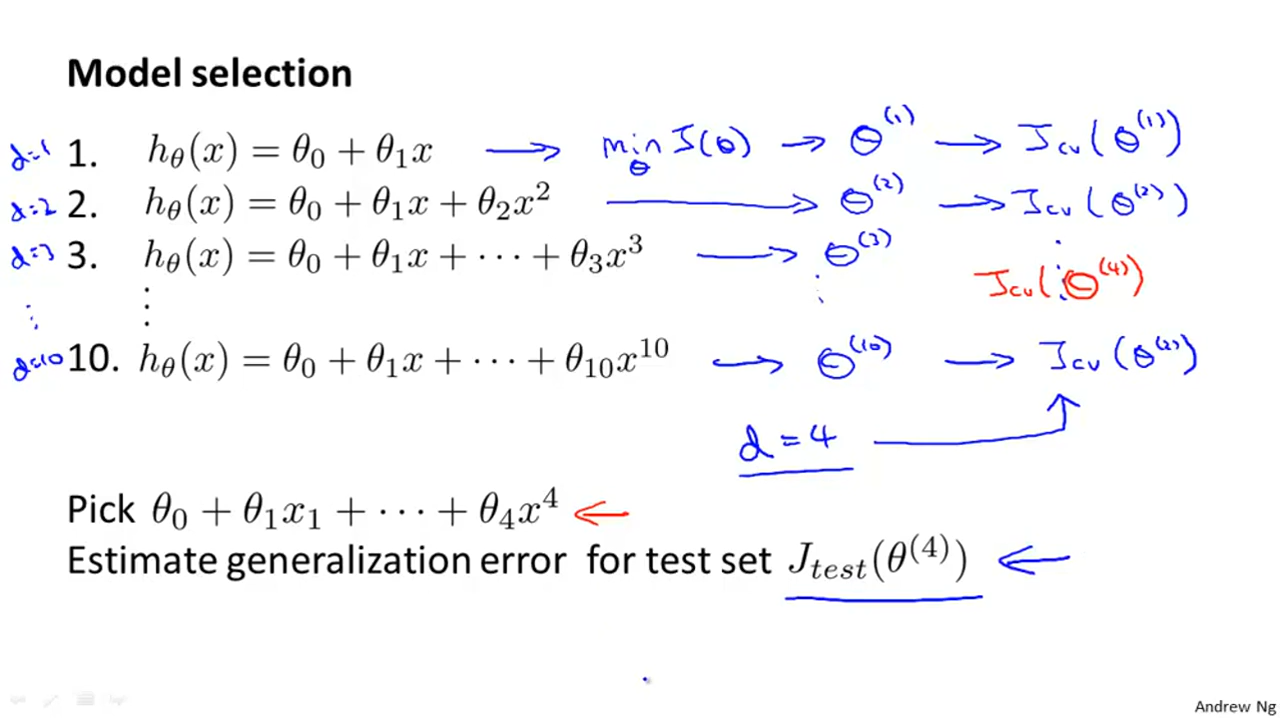 Model selection
d=1 1. hθ(x) = θ0 + θ1x → min θ J(θ) → Θ(1) → Jcv(Θ(1))
d=2 2. hθ(x) = θ0 + θ1x + θ2x² → Θ(2) → Jcv(Θ(2))
d=3 3. hθ(x) = θ0 + θ1x + ⋯ + θ3x³ → Θ(3)
⋮ ⋮ ⋮ Jcv(Θ(4))
d=10 10. hθ(x) = θ0 + θ1x + ⋯ + θ10x¹⁰ → Θ(10) → Jcv(Θ(10))
d = 4
Pick θ0 + θ1x1 + ⋯ + θ4x⁴ ←
Estimate generalization error for test set Jtest(θ(4)) ←
Andrew Ng